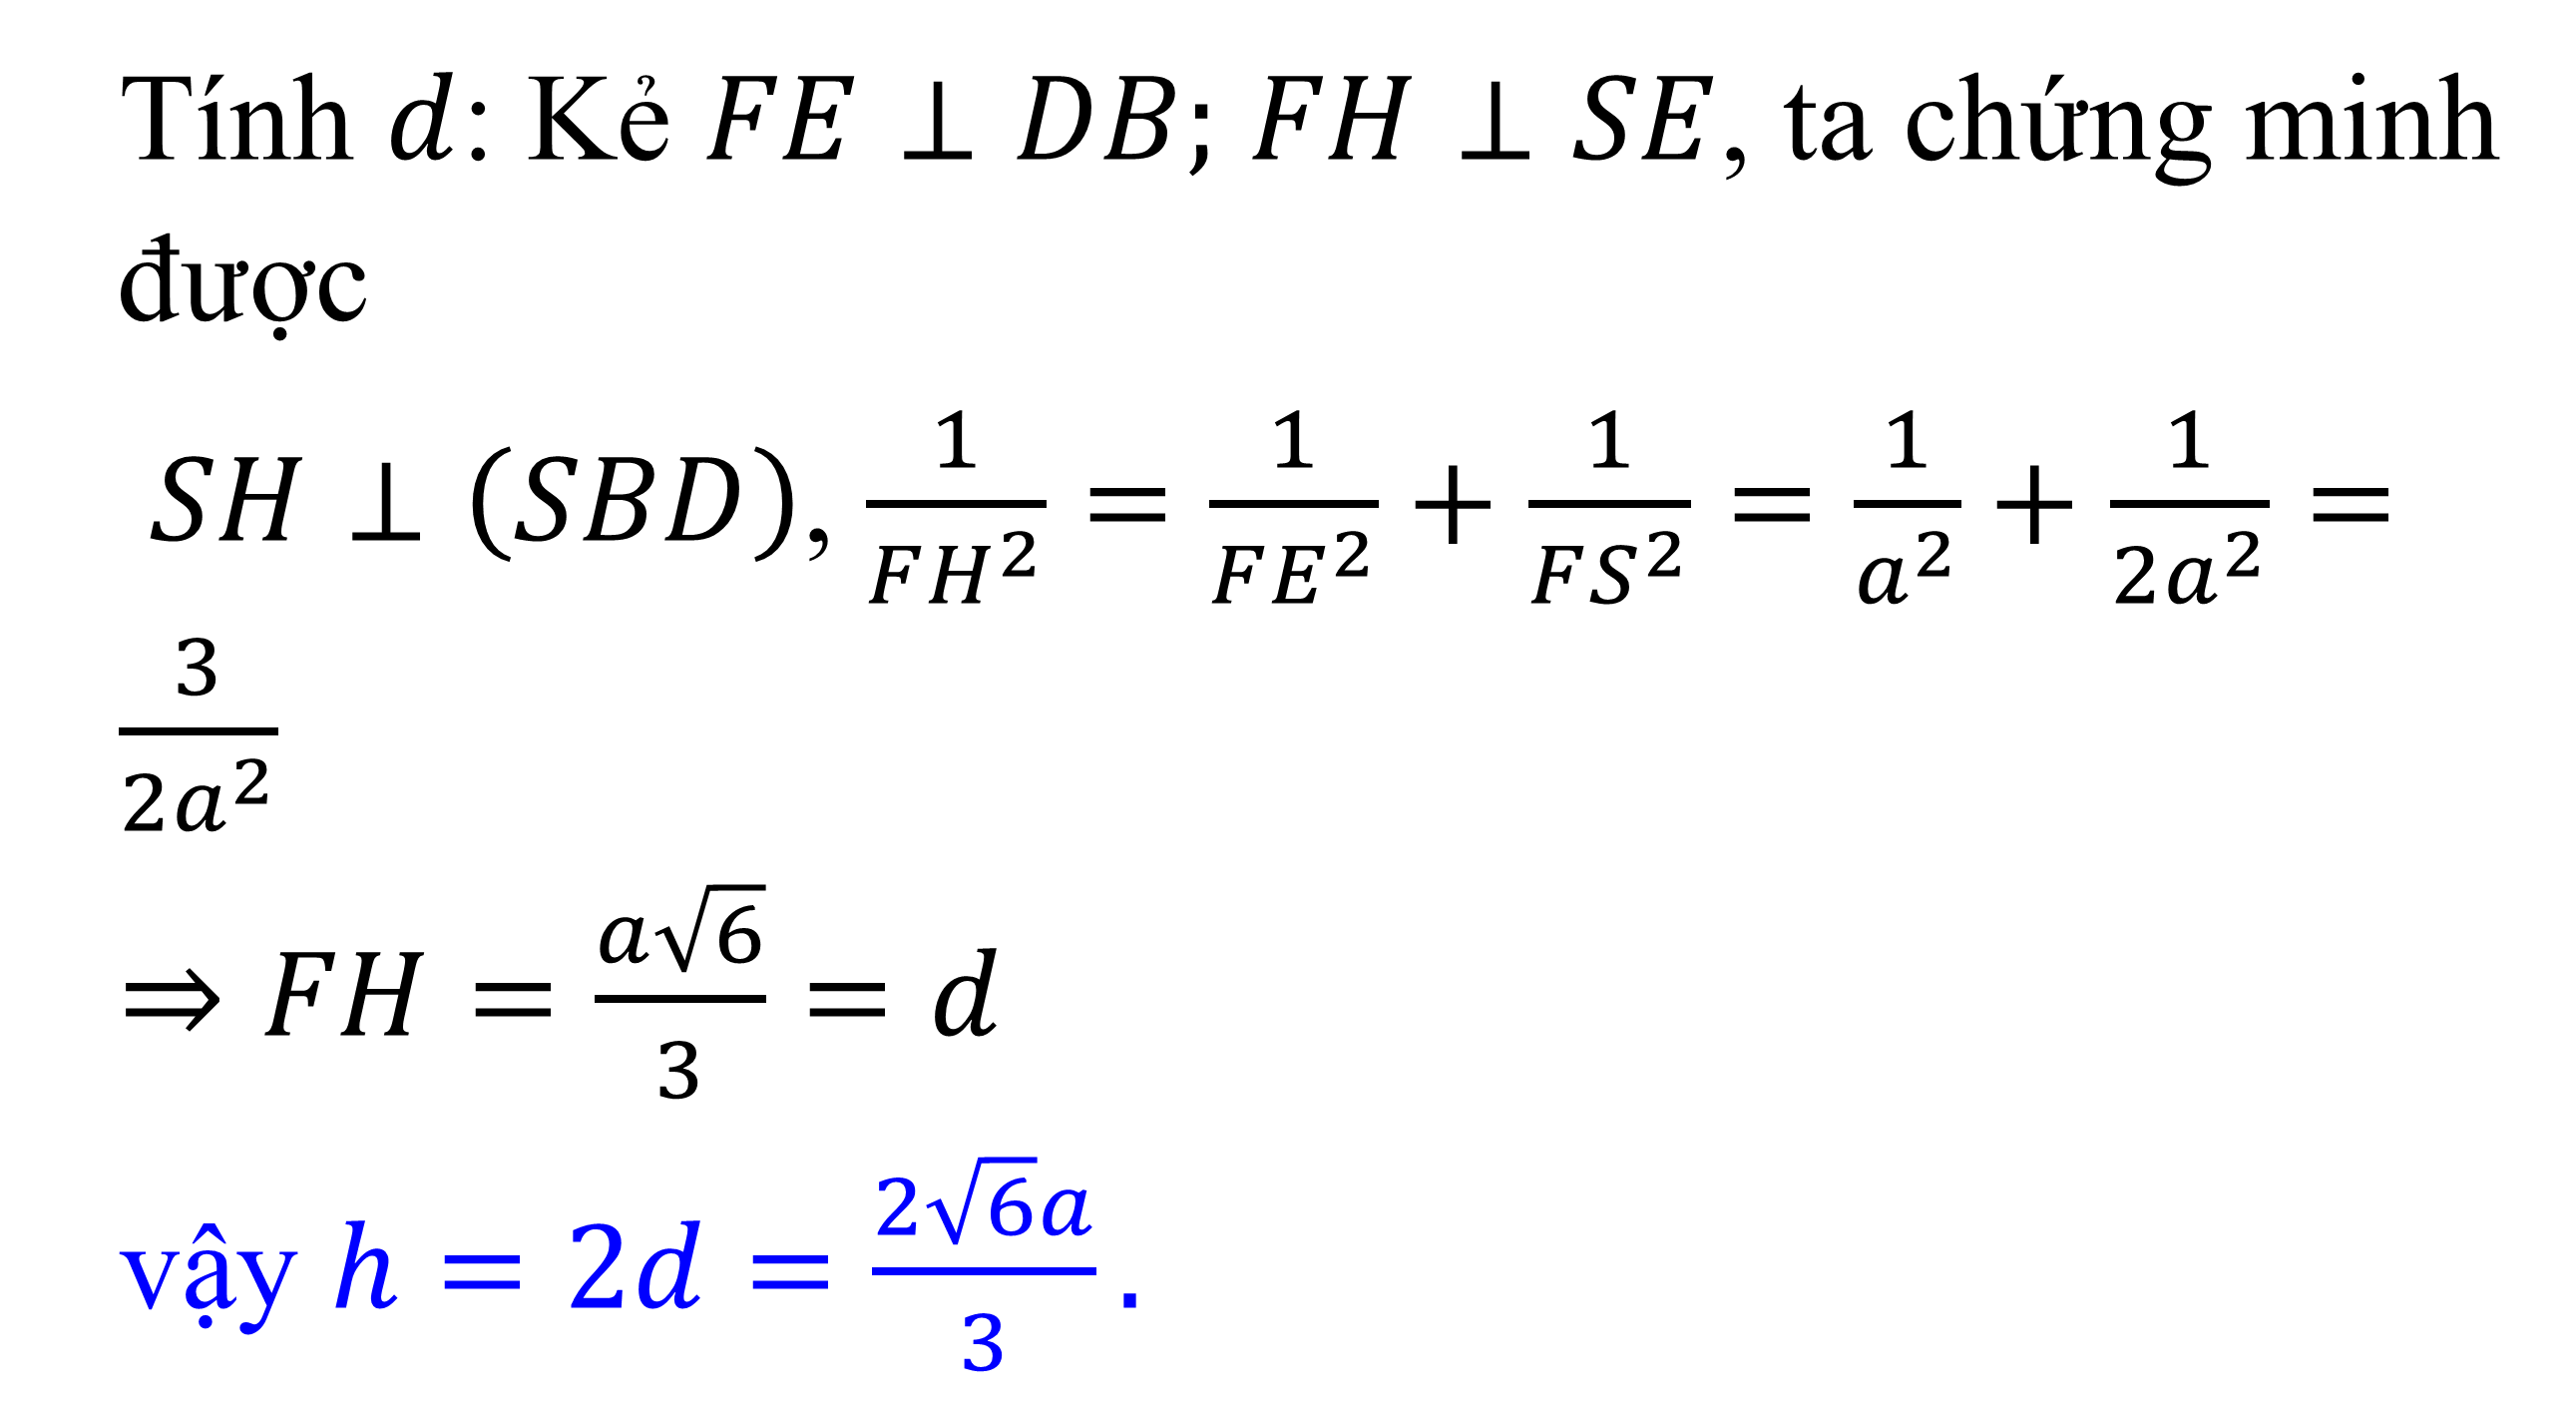 Tính d: Kẻ FE ⊥ DB; FH ⊥ SE, ta chứng minh
được
SH ⊥ (SBD), 1/FH² = 1/FE² + 1/FS² = 1/a² + 1/2a² =
3/2a²
⇒ FH = a√6/3 = d
vậy h = 2d = 2√6a/3.